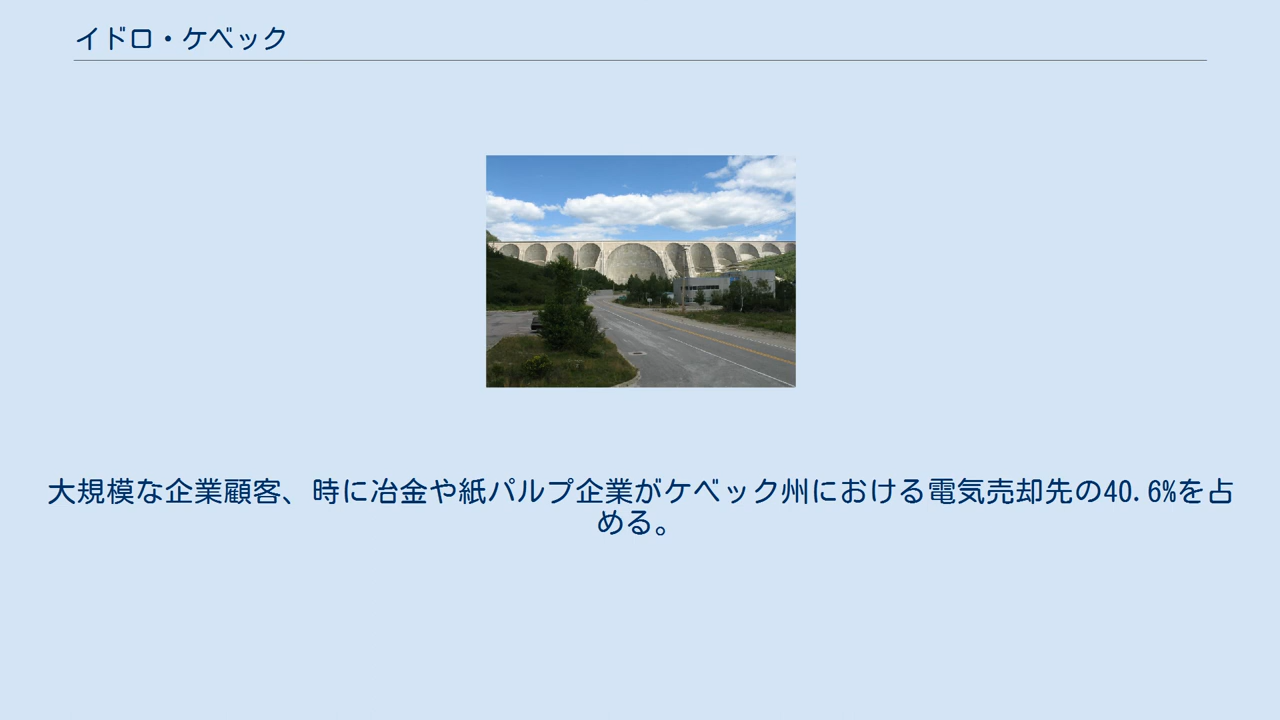 イドロ・ケベック
大規模な企業顧客、時に冶金や紙パルプ企業がケベック州における電気売却先の40.6%を占
める。